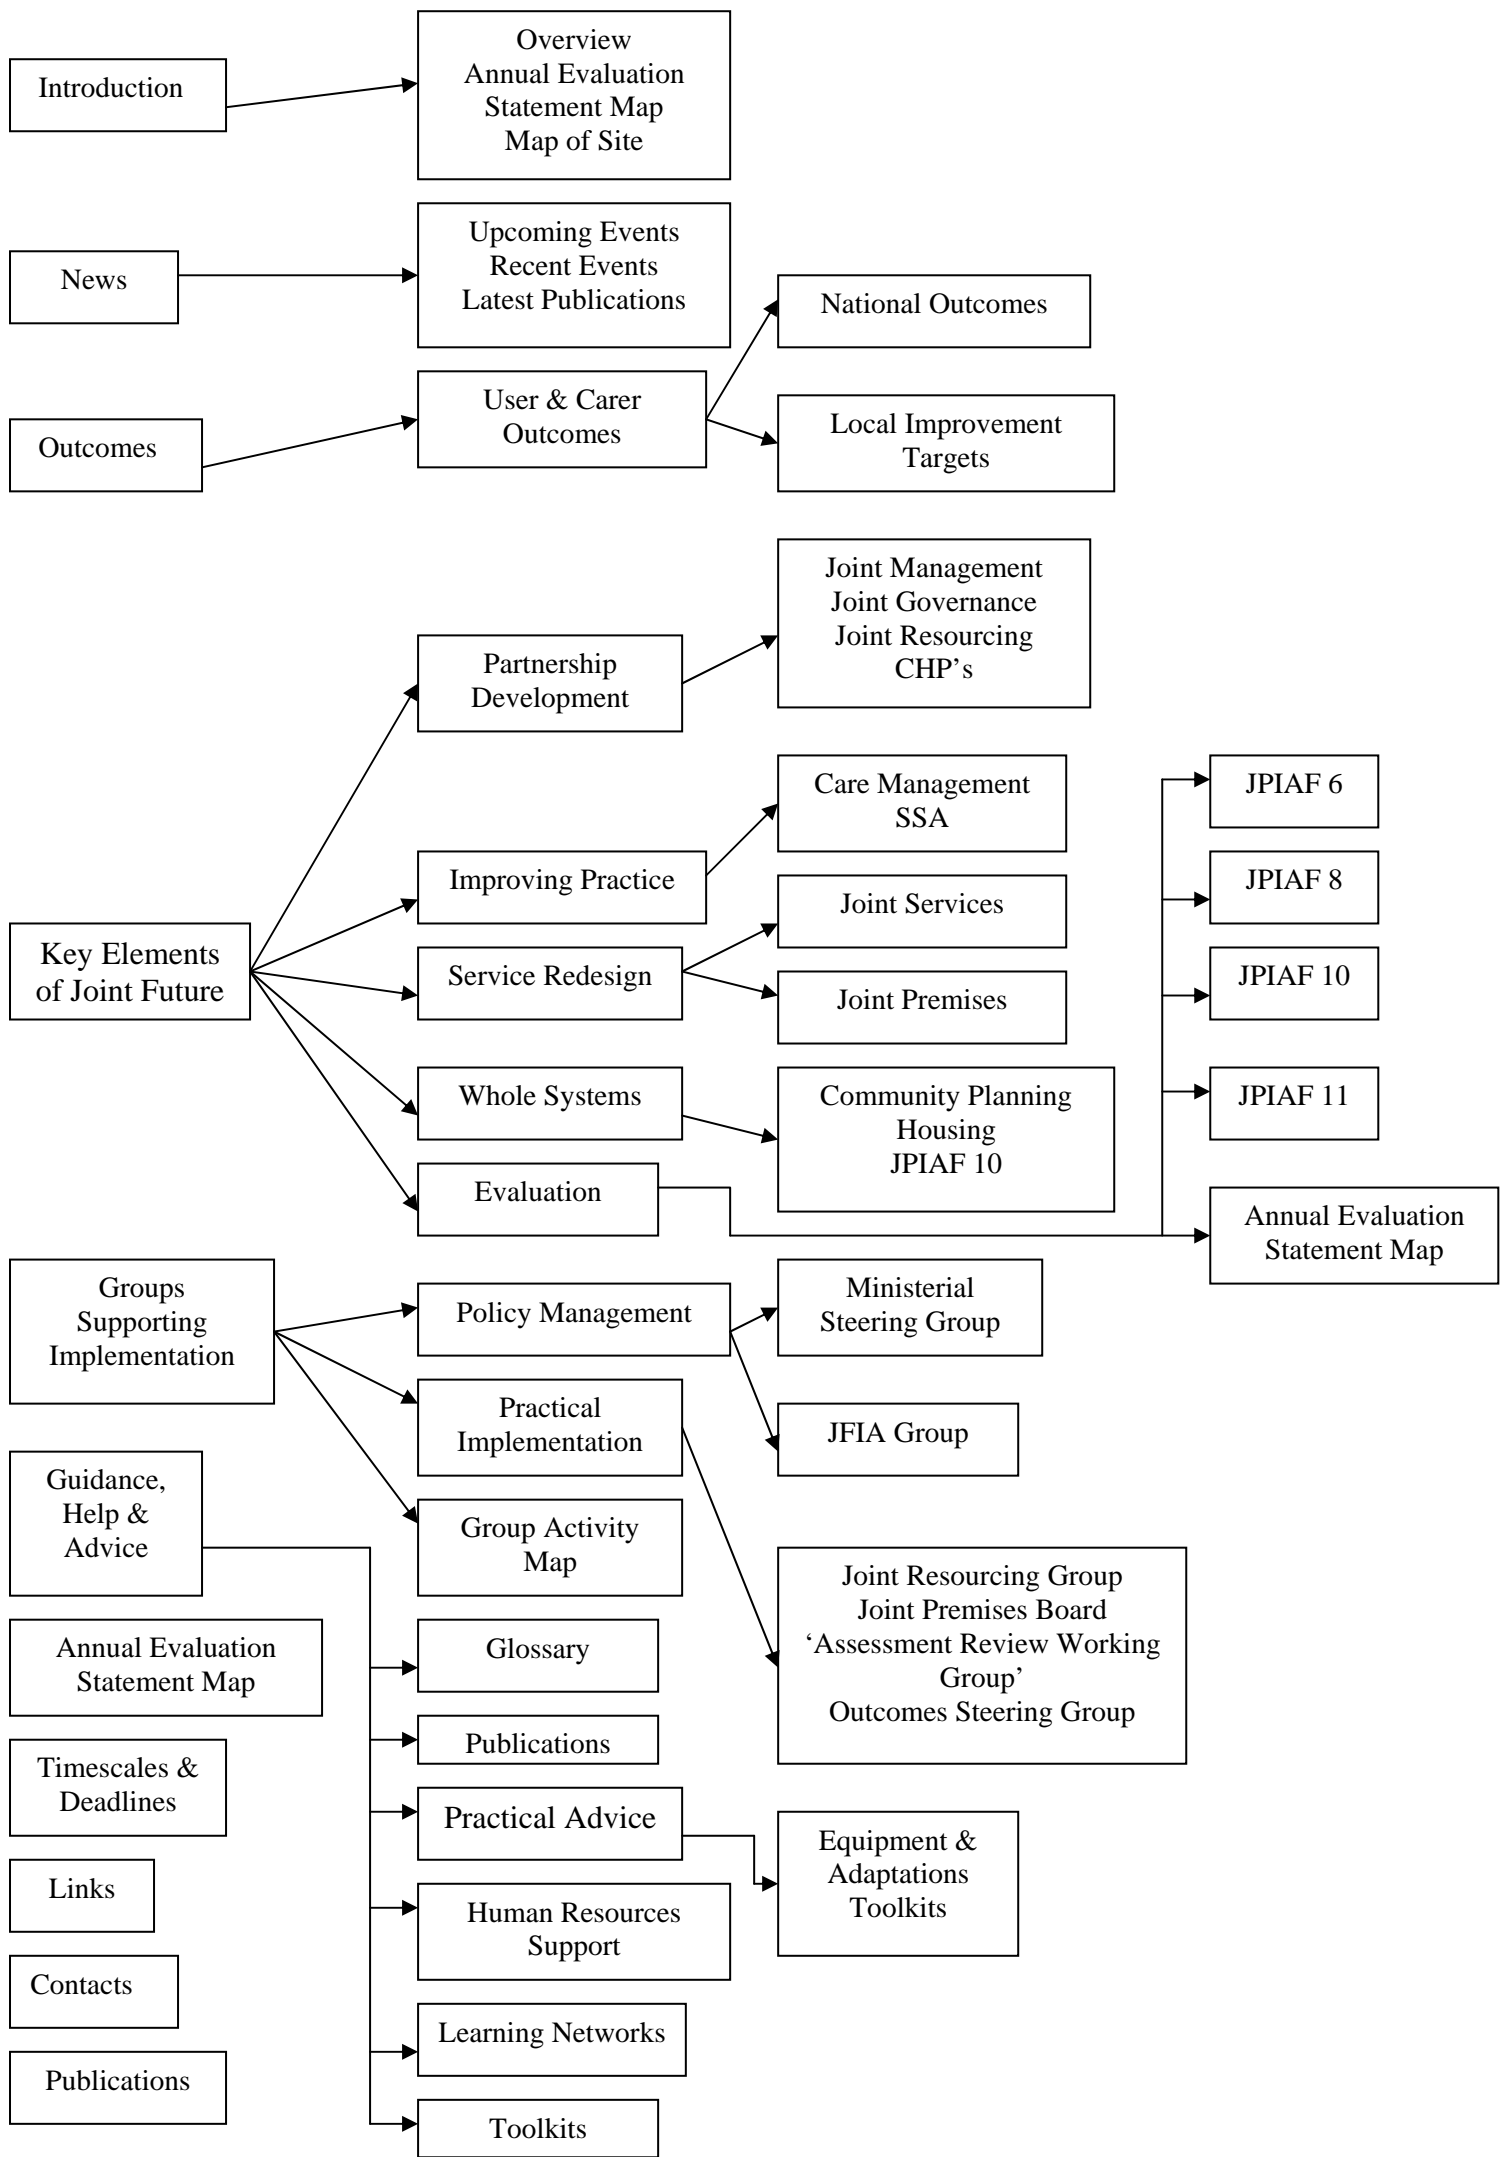 Introduction
Overview
Annual Evaluation
Statement Map
Map of Site
News
Upcoming Events
Recent Events
Latest Publications
Outcomes
User & Carer
Outcomes
National Outcomes
Local Improvement
Targets
Key Elements
of Joint Future
Partnership
Development
Joint Management
Joint Governance
Joint Resourcing
CHP’s
Improving Practice
Care Management
SSA
Service Redesign
Joint Services
Joint Premises
Whole Systems
Community Planning
Housing
JPIAF 10
Evaluation
JPIAF 6
JPIAF 8
JPIAF 10
JPIAF 11
Annual Evaluation
Statement Map
Groups
Supporting
Implementation
Policy Management
Ministerial
Steering Group
JFIA Group
Practical
Implementation
Joint Resourcing Group
Joint Premises Board
‘Assessment Review Working
Group’
Outcomes Steering Group
Group Activity
Map
Guidance,
Help &
Advice
Glossary
Publications
Practical Advice
Equipment &
Adaptations
Toolkits
Human Resources
Support
Learning Networks
Toolkits
Annual Evaluation
Statement Map
Timescales &
Deadlines
Links
Contacts
Publications